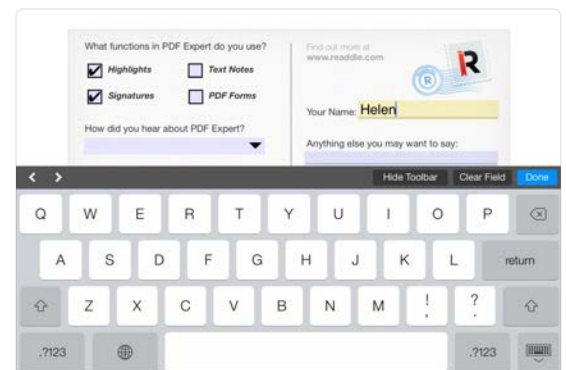 What functions in PDF Expert do you use?
Highlights
Text Notes
Signatures
PDF Forms
How did you hear about PDF Expert?
Find out more at
www.readdle.com
R
R
Your Name: Helen
Anything else you may want to say:
Hide Toolbar Clear Field Done
Q W E R T Y U I O P
A S D F G H J K L return
Z X C V B N M ! , ? .
.?123 .?123